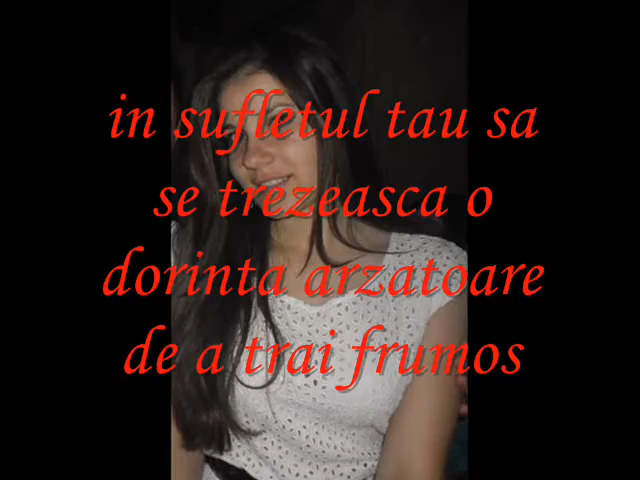 in sufletul tau sa
se trezeasca o
dorinta arzatoare
de a trai frumos